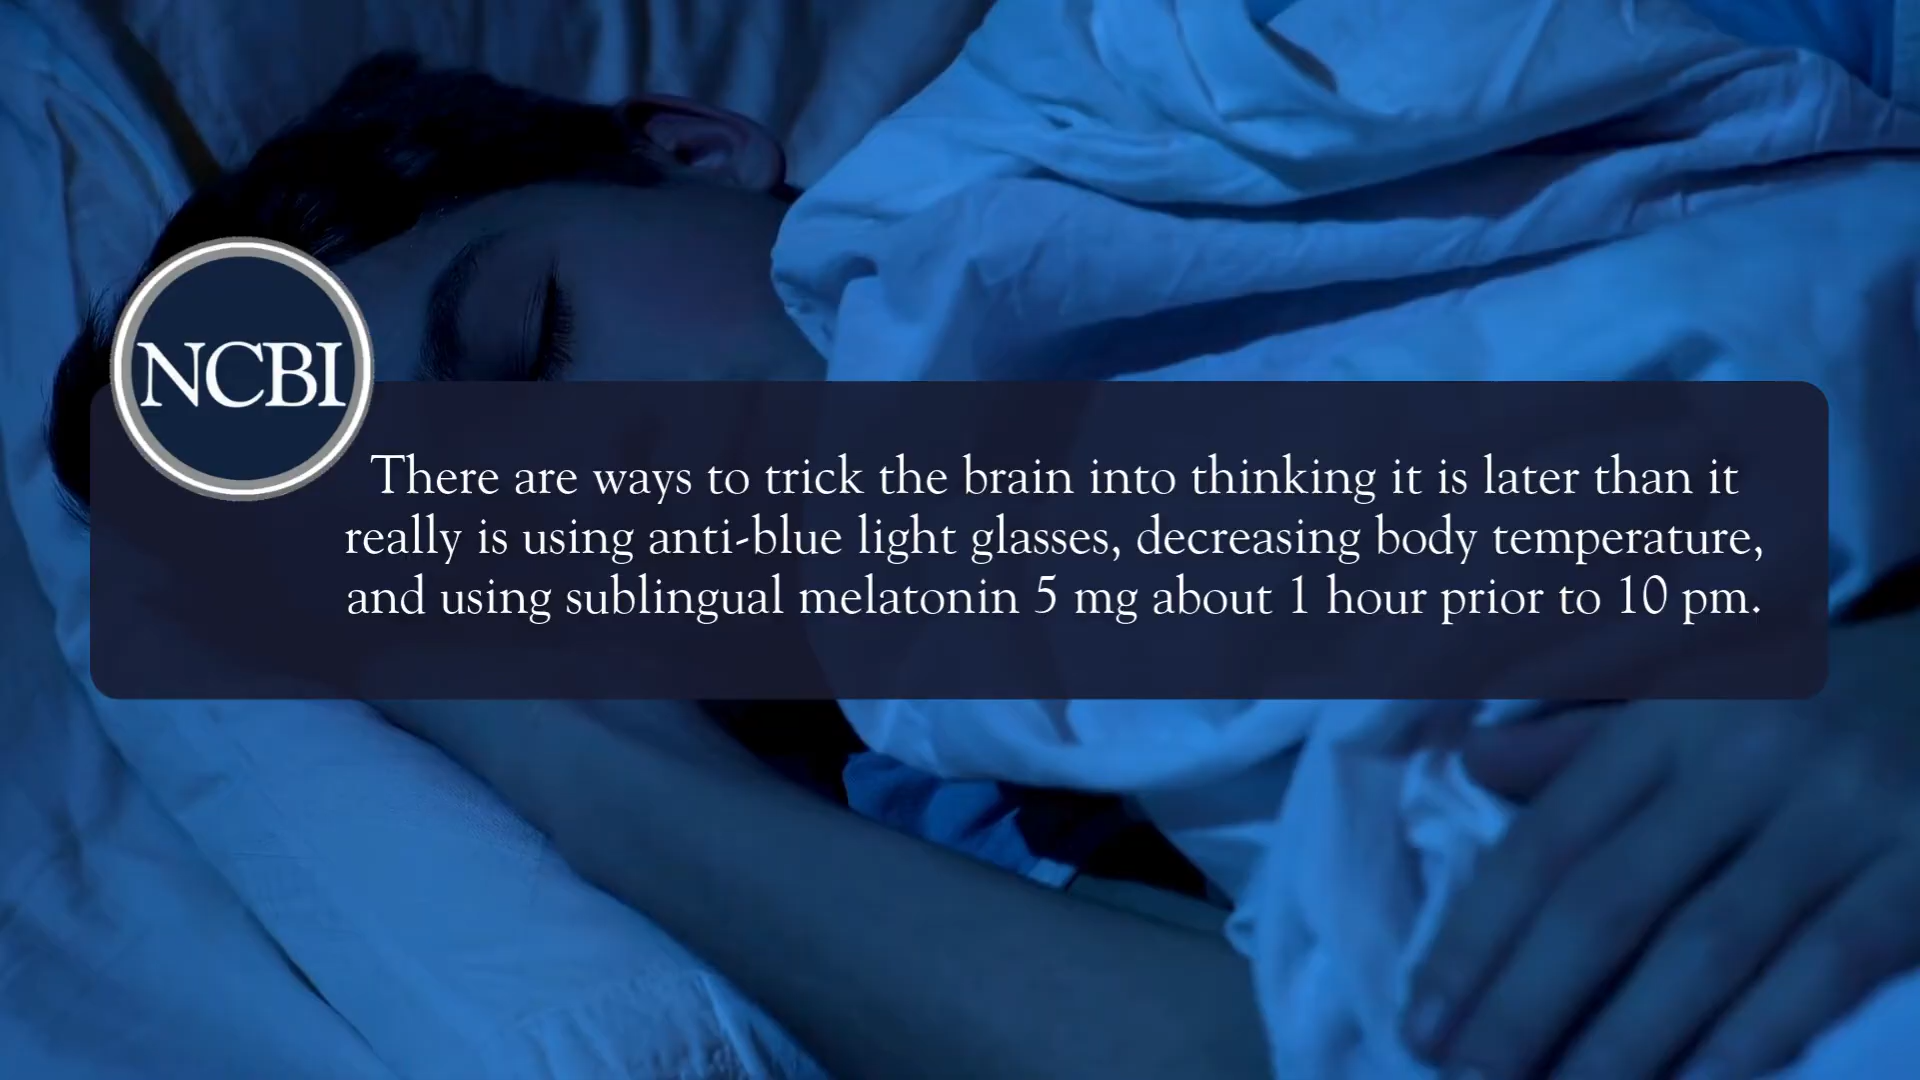 NCBI
There are ways to trick the brain into thinking it is later than it
really is using anti-blue light glasses, decreasing body temperature,
and using sublingual melatonin 5 mg about 1 hour prior to 10 pm.